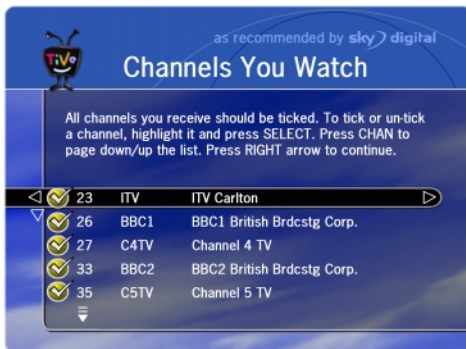 as recommended by sky digital
TiVo
Channels You Watch
All channels you receive should be ticked. To tick or un-tick
a channel, highlight it and press SELECT. Press CHAN to
page down/up the list. Press RIGHT arrow to continue.
23 ITV ITV Carlton
26 BBC1 BBC1 British Brdcstg Corp.
27 C4TV Channel 4 TV
33 BBC2 BBC2 British Brdcstg Corp.
35 C5TV Channel 5 TV